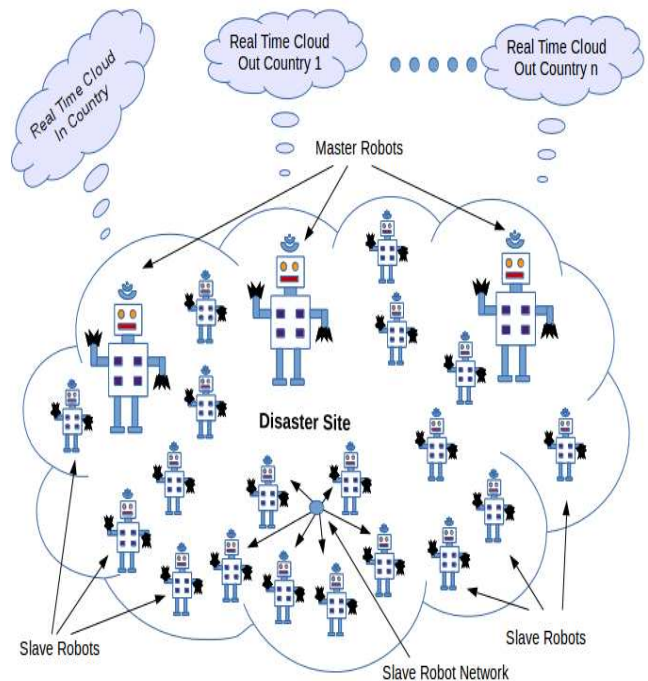 Real Time Cloud
In Country
Real Time Cloud
Out Country 1
Real Time Cloud
Out Country n
Master Robots
Disaster Site
Slave Robots
Slave Robots
Slave Robot Network